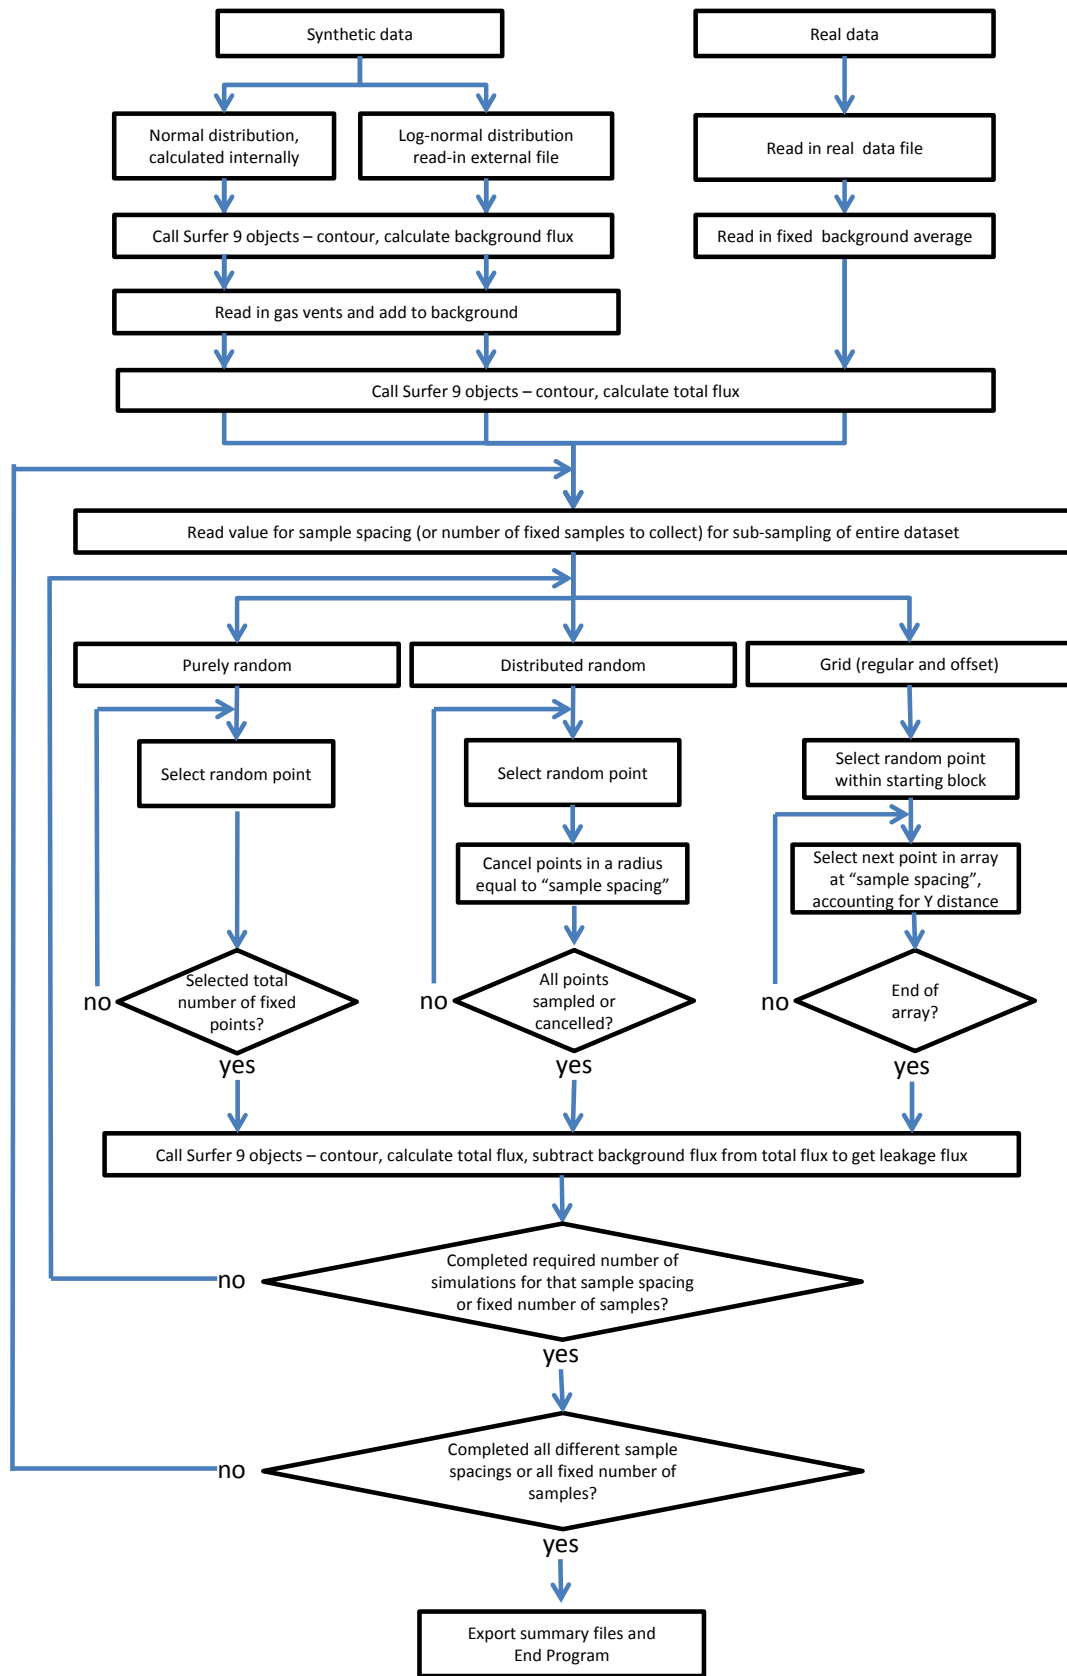 Synthetic data
Real data
Normal distribution,
calculated internally
Log-normal distribution
read-in external file
Read in real data file
Call Surfer 9 objects – contour, calculate background flux
Read in fixed background average
Read in gas vents and add to background
Call Surfer 9 objects – contour, calculate total flux
Read value for sample spacing (or number of fixed samples to collect) for sub-sampling of entire dataset
Purely random
Distributed random
Grid (regular and offset)
Select random point
Select random point
Select random point
within starting block
Cancel points in a radius
equal to “sample spacing”
Select next point in array
at “sample spacing”,
accounting for Y distance
Selected total
number of fixed
points?
no
yes
All points
sampled or
cancelled?
no
yes
End of
array?
no
yes
Call Surfer 9 objects – contour, calculate total flux, subtract background flux from total flux to get leakage flux
Completed required number of
simulations for that sample spacing
or fixed number of samples?
no
yes
Completed all different sample
spacings or all fixed number of
samples?
no
yes
Export summary files and
End Program